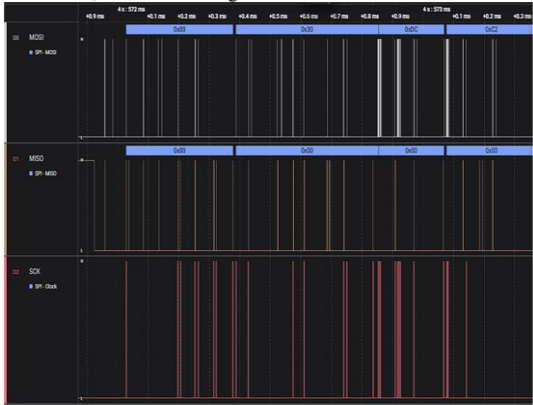 4 s : 572 ms
4 s : 573 ms
+0.9 ms
+0.1 ms
+0.2 ms
+0.3 ms
+0.4 ms
+0.5 ms
+0.6 ms
+0.7 ms
+0.8 ms
+0.9 ms
+0.1 ms
+0.2 ms
+0.3 ms
MOSI
SPI - MOSI
H
L
0x00
0x30
0xDC
0xC2
D1 MISO
SPI - MISO
H
L
0x00
0x00
0x00
0x00
SCK
SPI - Clock
H
L